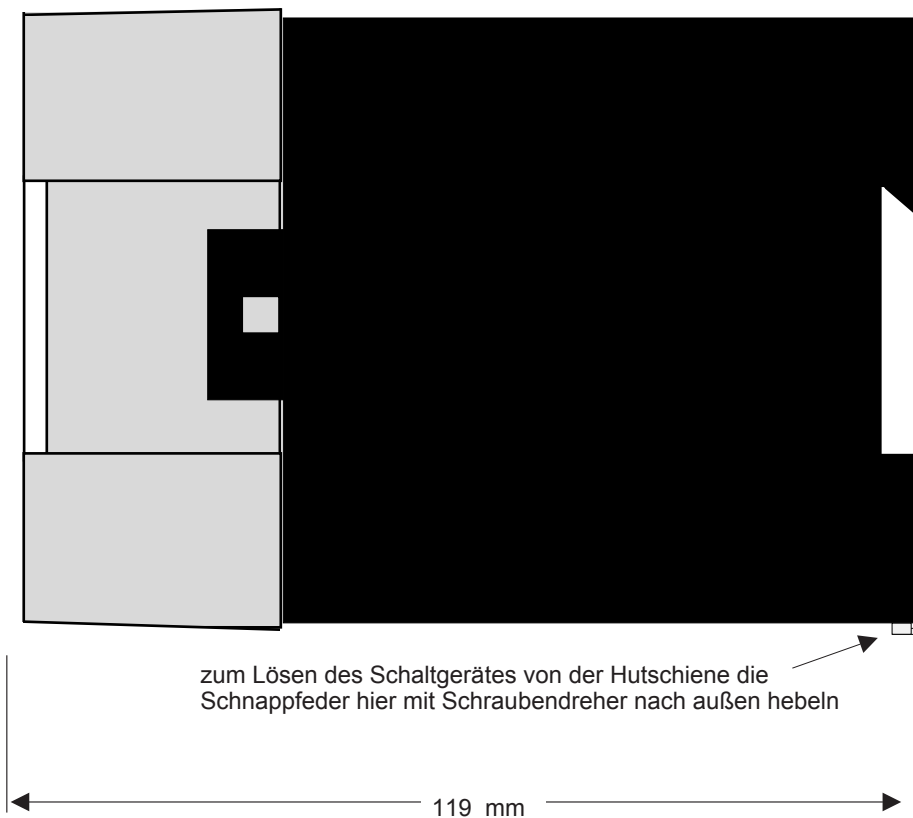 zum Lösen des Schaltgerätes von der Hutschiene die
Schnappfeder hier mit Schraubendreher nach außen hebeln
119 mm